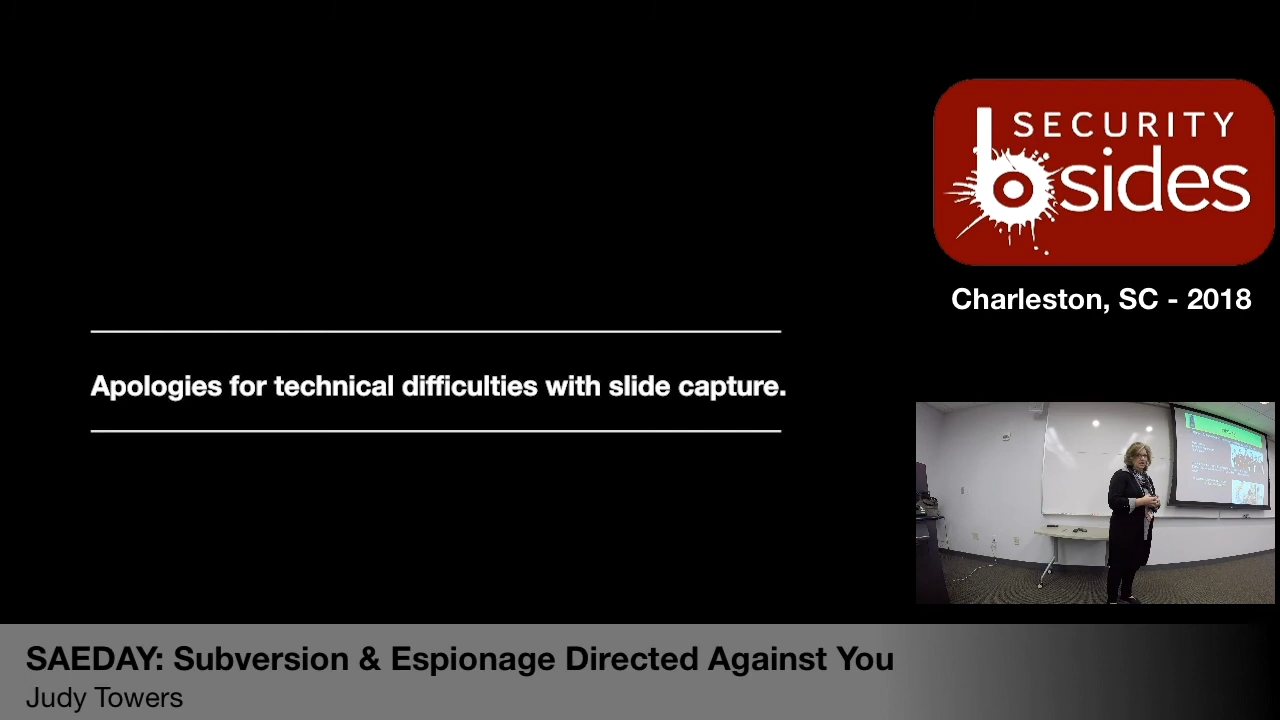 SECURITY
bsides
Charleston, SC - 2018
Apologies for technical difficulties with slide capture.
SAEDAY: Subversion & Espionage Directed Against You
Judy Towers